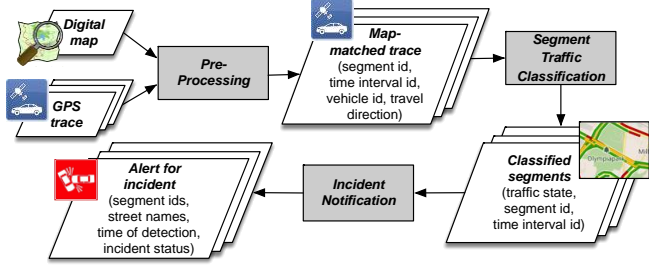 Digital
map
GPS
trace
Pre-
Processing
Map-
matched trace
(segment id,
time interval id,
vehicle id, travel
direction)
Segment
Traffic
Classification
Olympiapark
Mil
Classified
segments
(traffic state,
segment id,
time interval id)
Incident
Notification
Alert for
incident
(segment ids,
street names,
time of detection,
incident status)